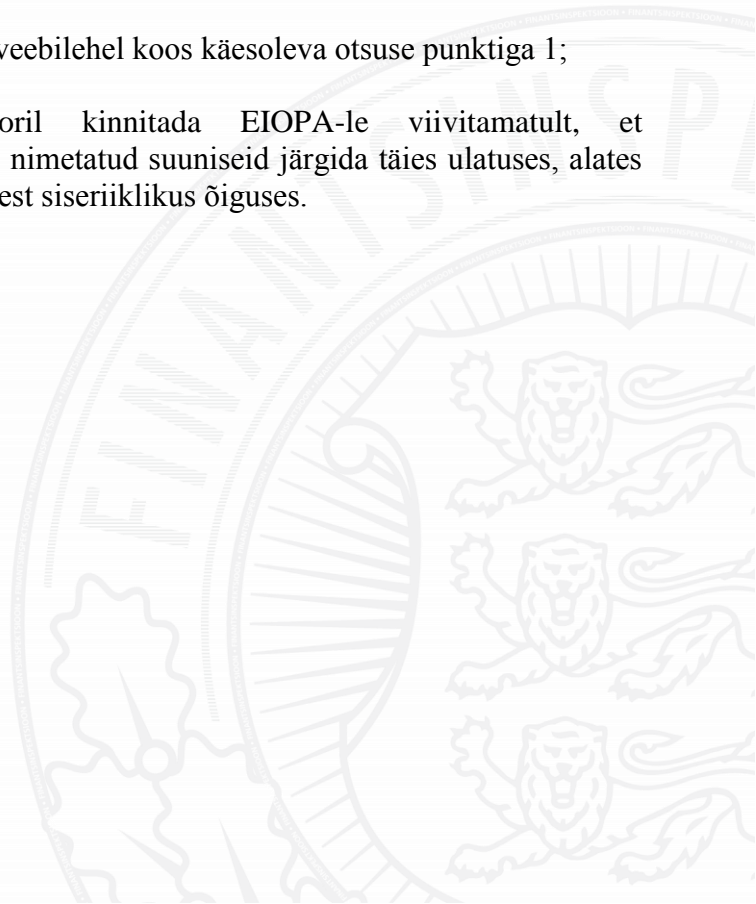 veebilehel koos käesoleva otsuse punktiga 1;
oril kinnitada EIOPA-le viivitamatult, et
nimetatud suuniseid järgida täies ulatuses, alates
est siseriiklikus õiguses.
FINANTSINSP